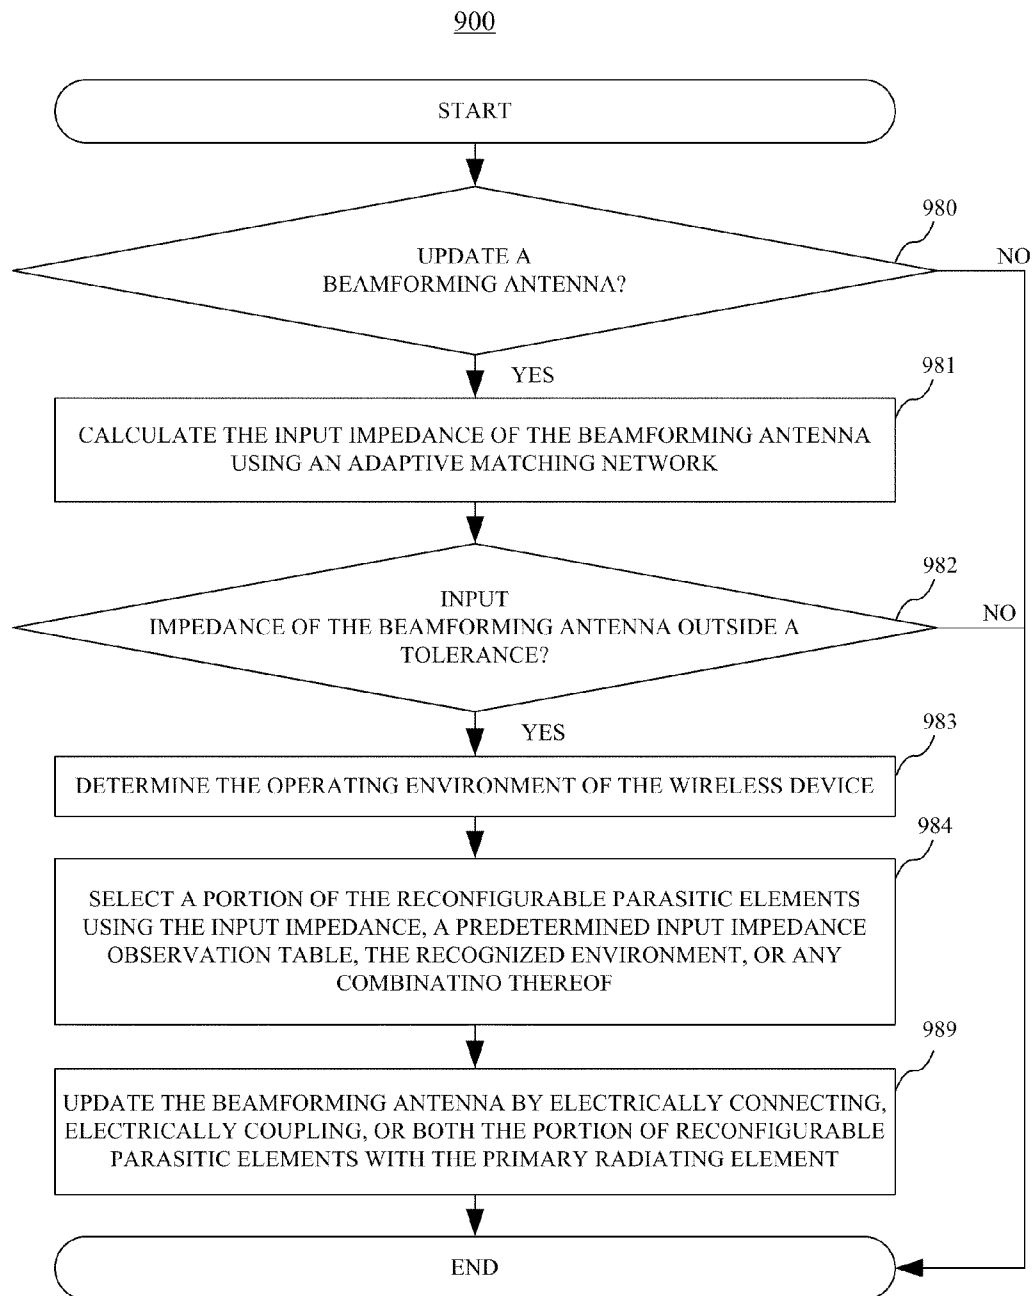 900
START
980
UPDATE A
BEAMFORMING ANTENNA?
NO
YES
981
CALCULATE THE INPUT IMPEDANCE OF THE BEAMFORMING ANTENNA
USING AN ADAPTIVE MATCHING NETWORK
982
INPUT
IMPEDANCE OF THE BEAMFORMING ANTENNA OUTSIDE A
TOLERANCE?
NO
YES
983
DETERMINE THE OPERATING ENVIRONMENT OF THE WIRELESS DEVICE
984
SELECT A PORTION OF THE RECONFIGURABLE PARASITIC ELEMENTS
USING THE INPUT IMPEDANCE, A PREDETERMINED INPUT IMPEDANCE
OBSERVATION TABLE, THE RECOGNIZED ENVIRONMENT, OR ANY
COMBINATINO THEREOF
989
UPDATE THE BEAMFORMING ANTENNA BY ELECTRICALLY CONNECTING,
ELECTRICALLY COUPLING, OR BOTH THE PORTION OF RECONFIGURABLE
PARASITIC ELEMENTS WITH THE PRIMARY RADIATING ELEMENT
END